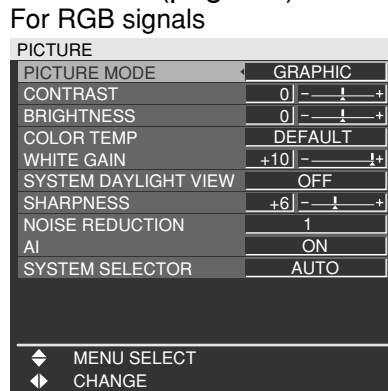 For RGB signals
PICTURE
PICTURE MODE GRAPHIC
CONTRAST 0 - +
BRIGHTNESS 0 - +
COLOR TEMP DEFAULT
WHITE GAIN +10 - +
SYSTEM DAYLIGHT VIEW OFF
SHARPNESS +6 - +
NOISE REDUCTION 1
AI ON
SYSTEM SELECTOR AUTO
MENU SELECT
CHANGE